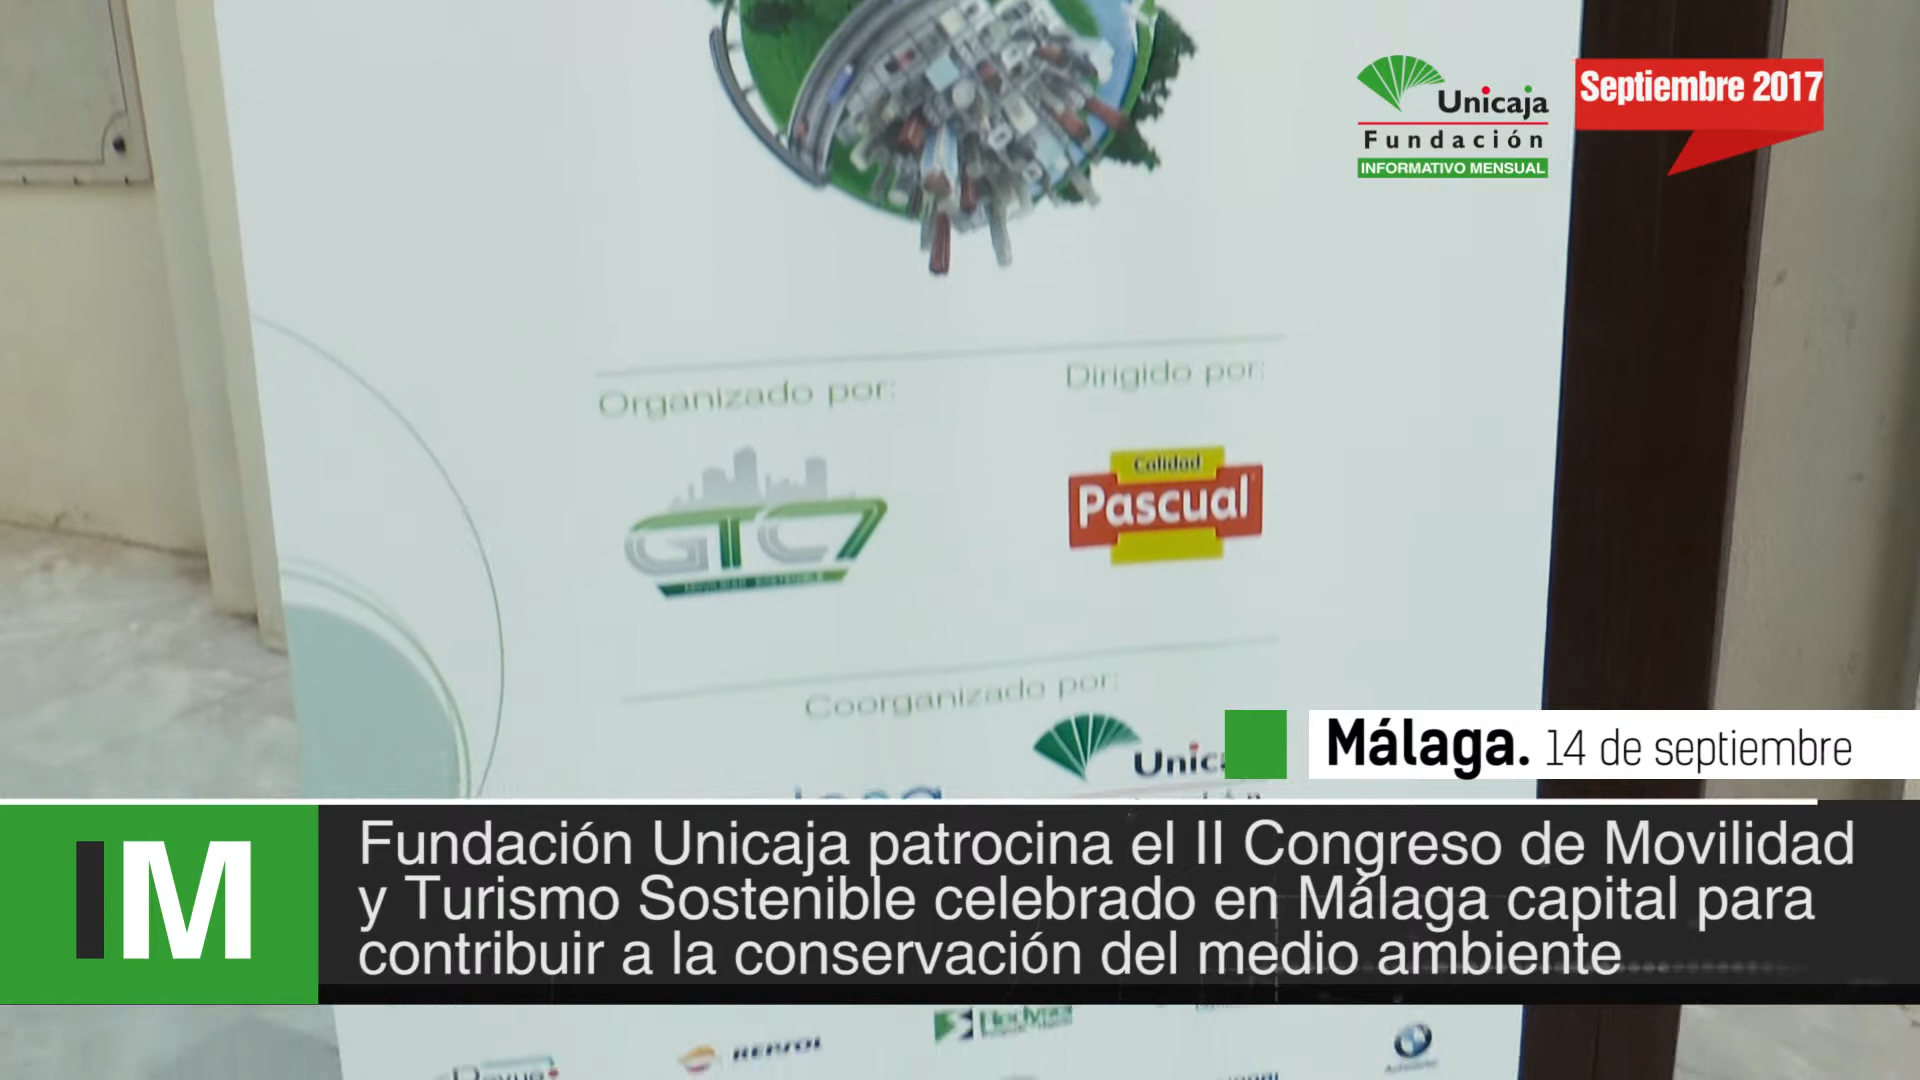 Unicaja
Fundación
INFORMATIVO MENSUAL
Septiembre 2017
Organizado por:
Dirigido por:
GTC7
MOVILIDAD SOSTENIBLE
Calidad
Pascual
Coorganizado por:
Málaga. 14 de septiembre
IM
Fundación Unicaja patrocina el II Congreso de Movilidad
y Turismo Sostenible celebrado en Málaga capital para
contribuir a la conservación del medio ambiente
REPSOL